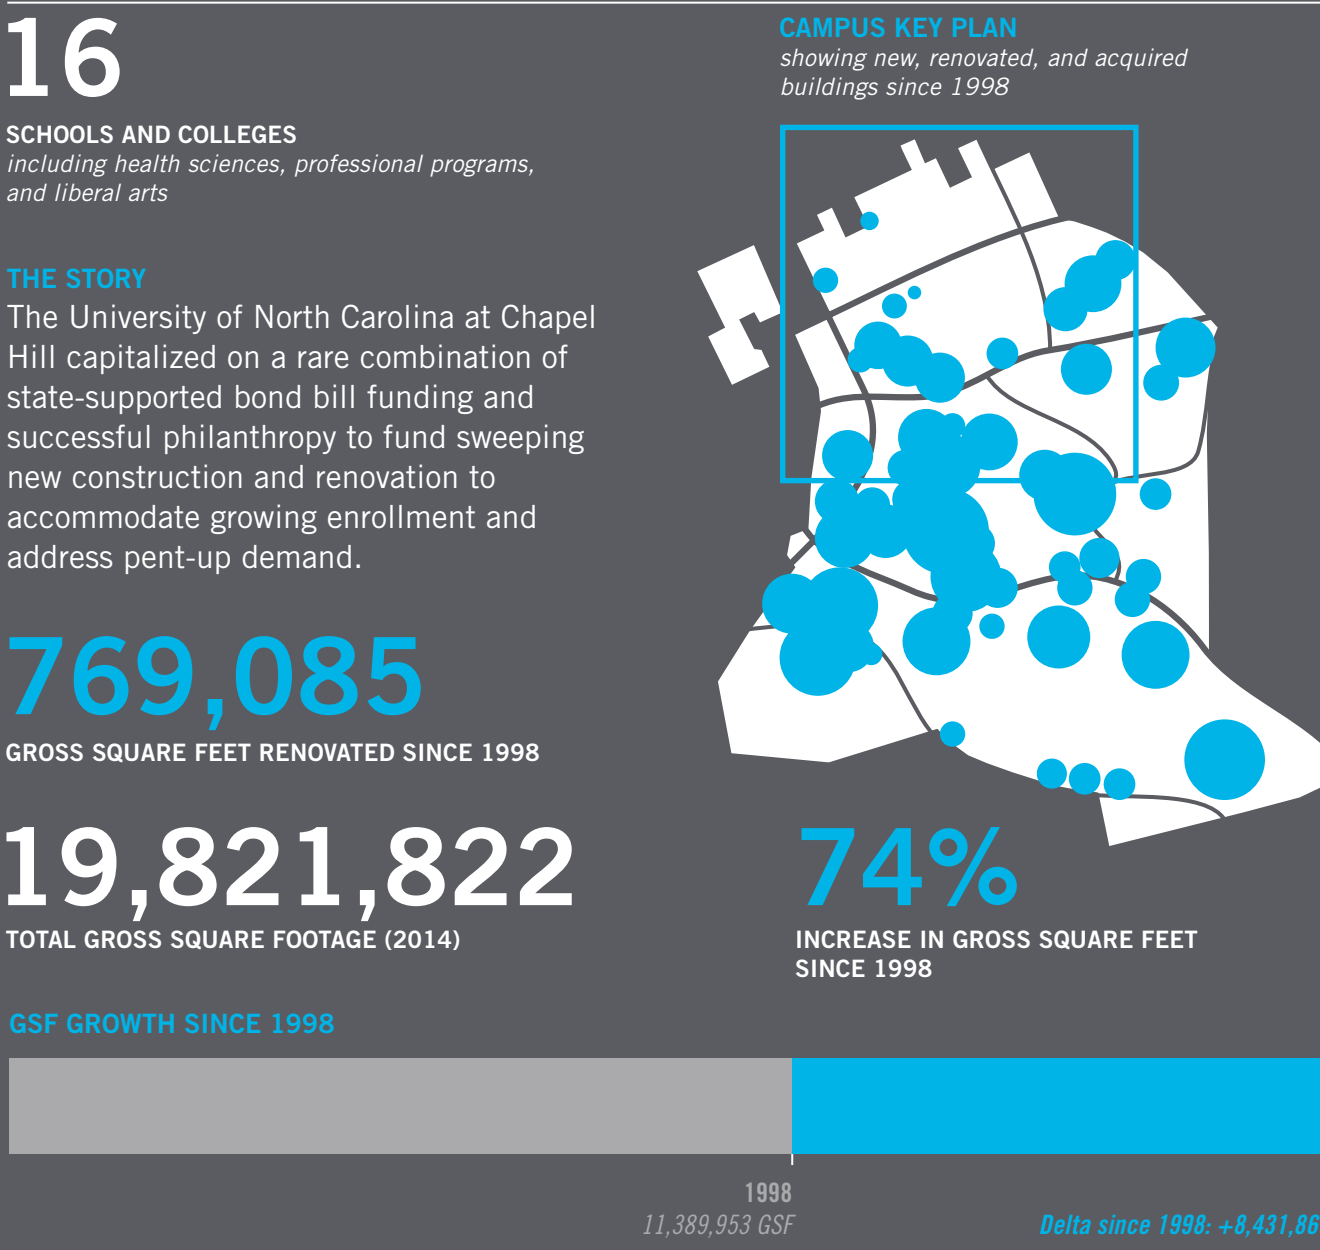 16
SCHOOLS AND COLLEGES
including health sciences, professional programs,
and liberal arts
THE STORY
The University of North Carolina at Chapel
Hill capitalized on a rare combination of
state-supported bond bill funding and
successful philanthropy to fund sweeping
new construction and renovation to
accommodate growing enrollment and
address pent-up demand.
769,085
GROSS SQUARE FEET RENOVATED SINCE 1998
19,821,822
TOTAL GROSS SQUARE FOOTAGE (2014)
CAMPUS KEY PLAN
showing new, renovated, and acquired
buildings since 1998
74%
INCREASE IN GROSS SQUARE FEET
SINCE 1998
GSF GROWTH SINCE 1998
1998
11,389,953 GSF
Delta since 1998: +8,431,86